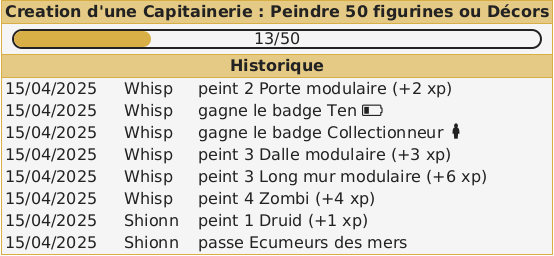 Creation d'une Capitainerie : Peindre 50 figurines ou Décors
13/50
Historique
15/04/2025 Whisp peint 2 Porte modulaire (+2 xp)
15/04/2025 Whisp gagne le badge Ten
15/04/2025 Whisp gagne le badge Collectionneur
15/04/2025 Whisp peint 3 Dalle modulaire (+3 xp)
15/04/2025 Whisp peint 3 Long mur modulaire (+6 xp)
15/04/2025 Whisp peint 4 Zombi (+4 xp)
15/04/2025 Shionn peint 1 Druid (+1 xp)
15/04/2025 Shionn passe Ecumeurs des mers